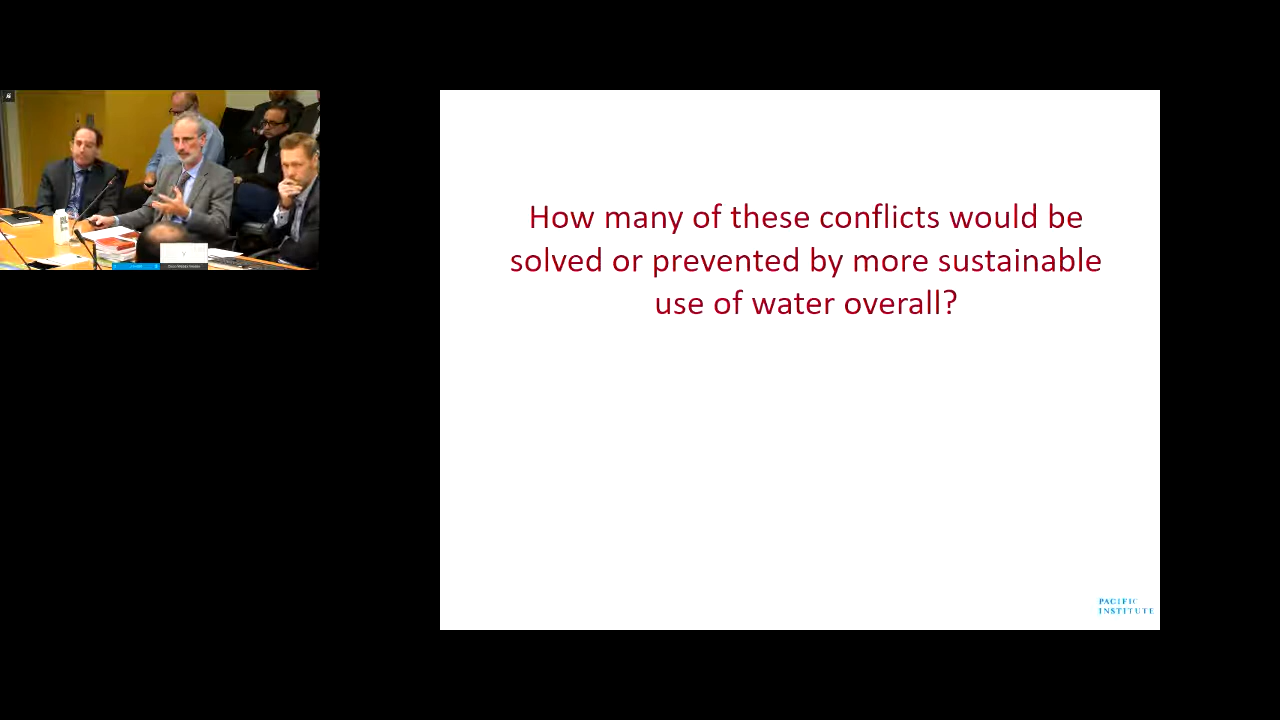 How many of these conflicts would be
solved or prevented by more sustainable
use of water overall?
PACIFIC
INSTITUTE